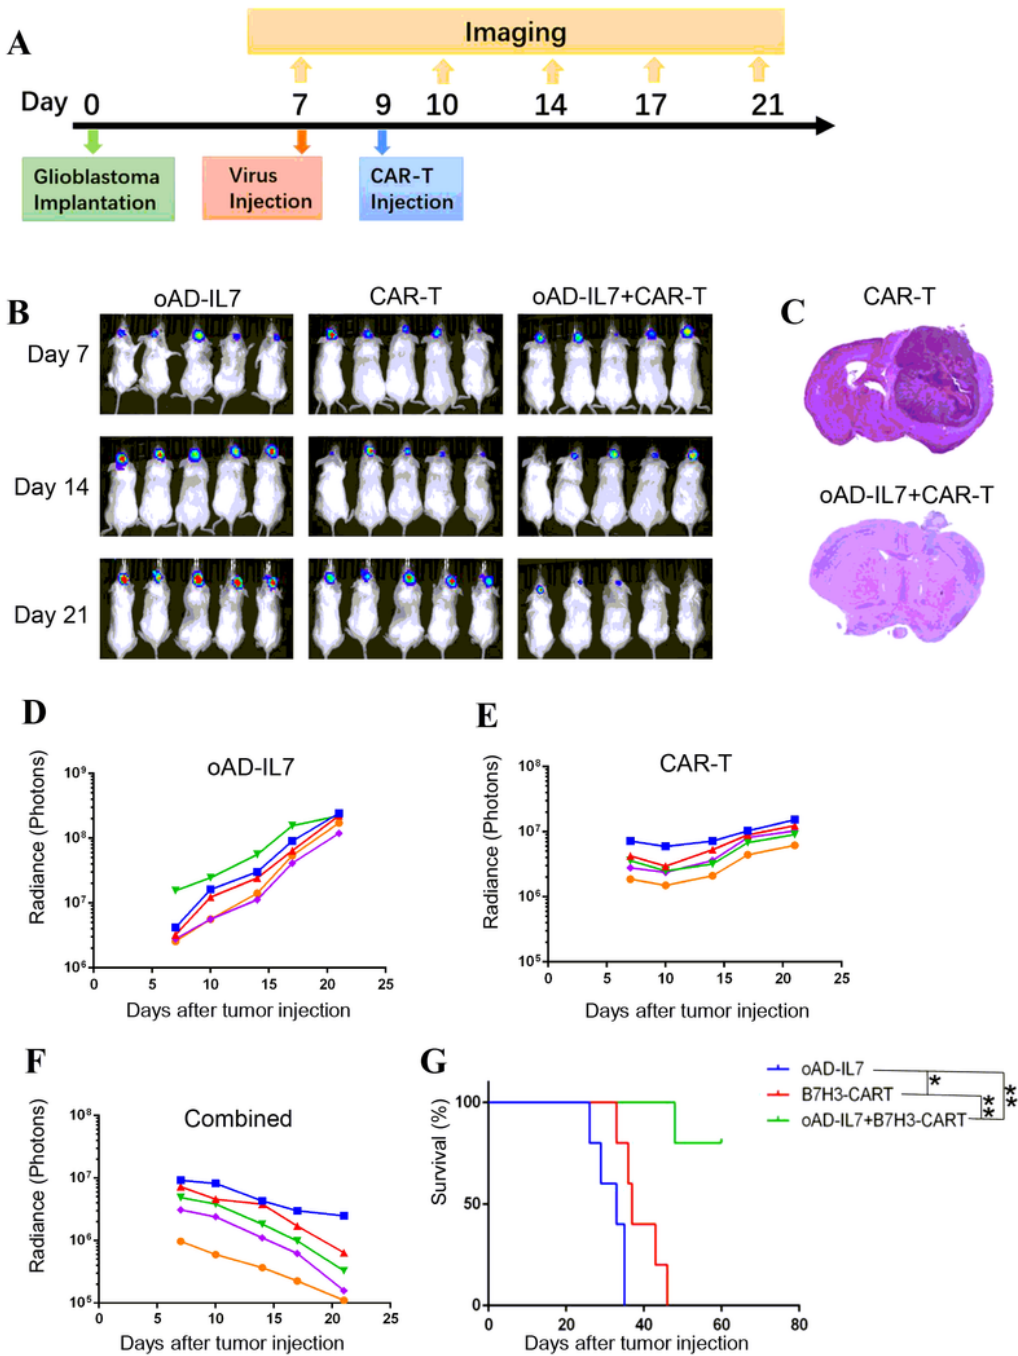 A
Imaging
Day 0 7 9 10 14 17 21
Glioblastoma
Implantation
Virus
Injection
CAR-T
Injection
B
oAD-IL7 CAR-T oAD-IL7+CAR-T
Day 7
Day 14
Day 21
C
CAR-T
oAD-IL7+CAR-T
D
oAD-IL7
Radiance (Photons)
10⁹
10⁸
10⁷
10⁶
0 5 10 15 20 25
Days after tumor injection
E
CAR-T
Radiance (Photons)
10⁸
10⁷
10⁶
10⁵
0 5 10 15 20 25
Days after tumor injection
F
Combined
Radiance (Photons)
10⁸
10⁷
10⁶
10⁵
0 5 10 15 20 25
Days after tumor injection
G
oAD-IL7
B7H3-CART
oAD-IL7+B7H3-CART
*
**
**
Survival (%)
100
50
0
0 20 40 60 80
Days after tumor injection